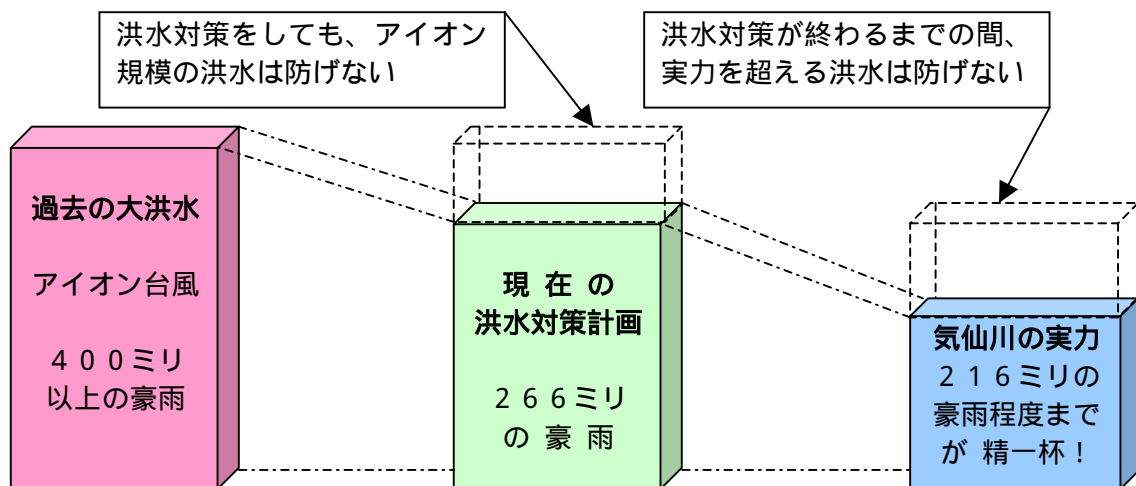 洪水対策をしても、アイオン
規模の洪水は防げない
洪水対策が終わるまでの間、
実力を超える洪水は防げない
過去の大洪水
アイオン台風
４００ミリ
以上の豪雨
現 在 の
洪水対策計画
２６６ミリ
の 豪 雨
気仙川の実力
２１６ミリの
豪雨程度まで
が 精一杯！